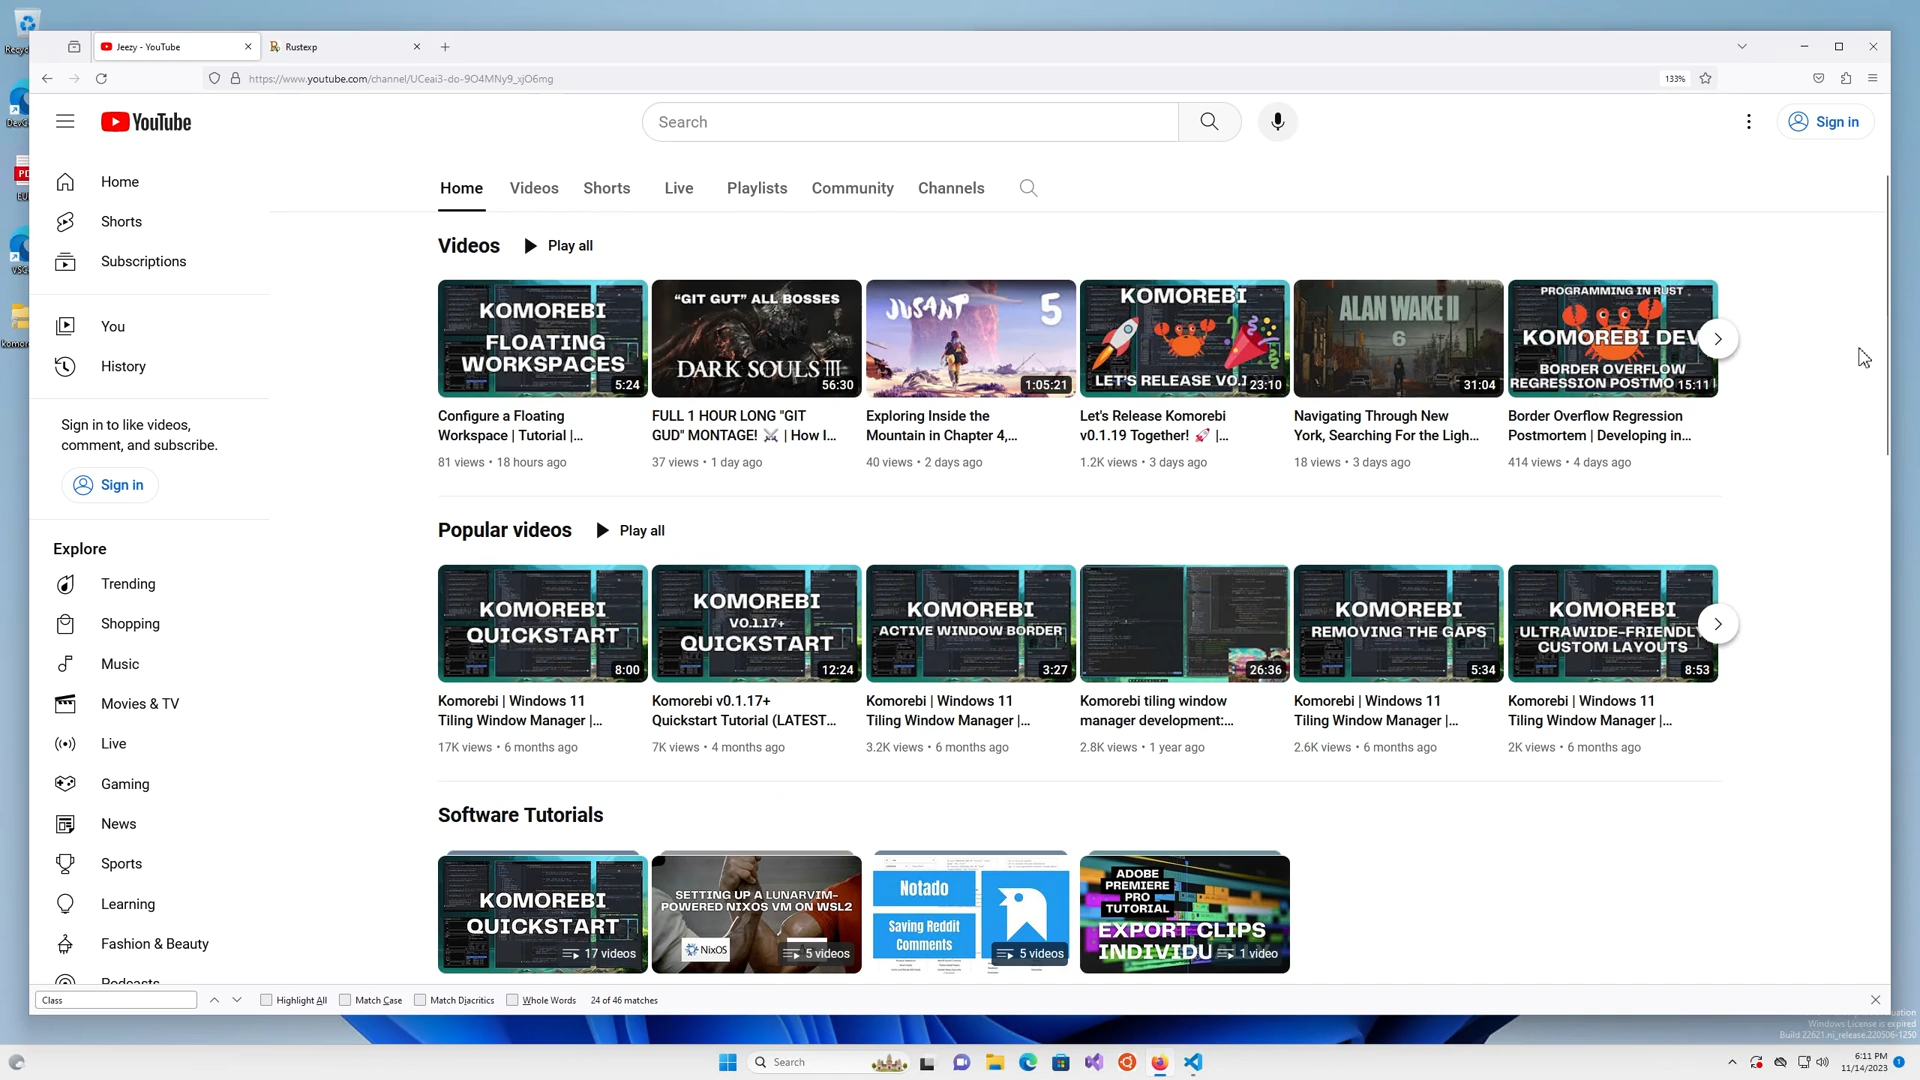 Jeezy - YouTube
Rustexp
https://www.youtube.com/channel/UCeai3-do-9O4MNy9_xjO6mg
133%
YouTube
Search
Sign in
Home
Shorts
Subscriptions
You
History
Sign in to like videos,
comment, and subscribe.
Sign in
Explore
Trending
Shopping
Music
Movies & TV
Live
Gaming
News
Sports
Learning
Fashion & Beauty
Podcasts
Home Videos Shorts Live Playlists Community Channels
Videos Play all
KOMOREBI
FLOATING
WORKSPACES
5:24
Configure a Floating
Workspace | Tutorial |...
81 views • 18 hours ago
"GIT GUT" ALL BOSSES
DARK SOULS III
56:30
FULL 1 HOUR LONG "GIT
GUD" MONTAGE! ⚔️ | How I...
37 views • 1 day ago
JUSANT 5
1:05:21
Exploring Inside the
Mountain in Chapter 4,...
40 views • 2 days ago
KOMOREBI
LET'S RELEASE V0.1
23:10
Let's Release Komorebi
v0.1.19 Together! 🚀 |...
1.2K views • 3 days ago
ALAN WAKE II
6
31:04
Navigating Through New
York, Searching For the Ligh...
18 views • 3 days ago
PROGRAMMING IN RUST
KOMOREBI DEV
BORDER OVERFLOW
REGRESSION POSTMO
15:11
Border Overflow Regression
Postmortem | Developing in...
414 views • 4 days ago
Popular videos Play all
KOMOREBI
QUICKSTART
8:00
Komorebi | Windows 11
Tiling Window Manager |...
17K views • 6 months ago
KOMOREBI
V0.1.17+
QUICKSTART
12:24
Komorebi v0.1.17+
Quickstart Tutorial (LATEST...
7K views • 4 months ago
KOMOREBI
ACTIVE WINDOW BORDER
3:27
Komorebi | Windows 11
Tiling Window Manager |...
3.2K views • 6 months ago
26:36
Komorebi tiling window
manager development:...
2.8K views • 1 year ago
KOMOREBI
REMOVING THE GAPS
5:34
Komorebi | Windows 11
Tiling Window Manager |...
2.6K views • 6 months ago
KOMOREBI
ULTRAWIDE-FRIENDLY
CUSTOM LAYOUTS
8:53
Komorebi | Windows 11
Tiling Window Manager |...
2K views • 6 months ago
Software Tutorials
KOMOREBI
QUICKSTART
17 videos
SETTING UP A LUNARVIM-
POWERED NIXOS VM ON WSL2
NixOS
5 videos
Notado
Saving Reddit
Comments
5 videos
ADOBE
PREMIERE
PRO
TUTORIAL
EXPORT CLIPS
INDIVIDU
1 video
Class
Highlight All Match Case Match Diacritics Whole Words 24 of 46 matches
Windows License is expired
Build 22621.ni_release.220506-1250
Search
6:11 PM
11/14/2023
1